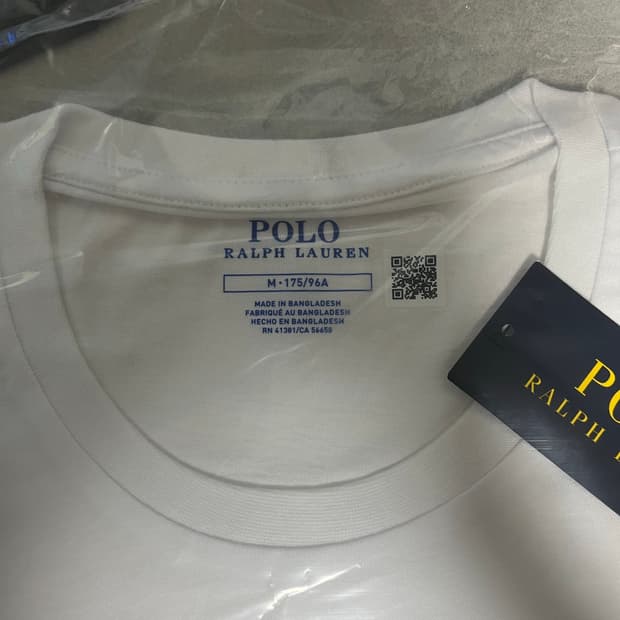 POLO
RALPH LAUREN
M・175/96A
MADE IN BANGLADESH
FABRIQUÉ AU BANGLADESH
HECHO EN BANGLADESH
RN 41381/CA 56650
PO
RALPH L